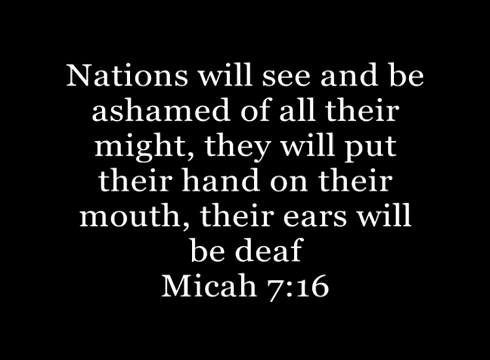 Nations will see and be
ashamed of all their
might, they will put
their hand on their
mouth, their ears will
be deaf
Micah 7:16